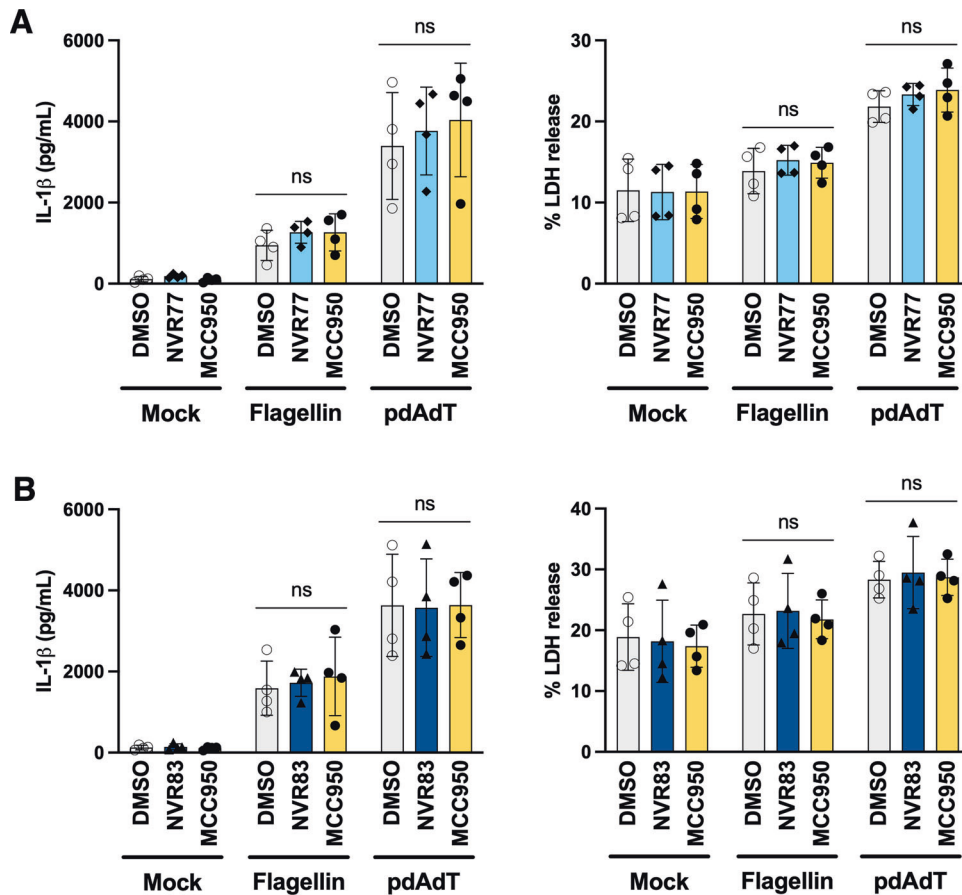 A
IL-1β (pg/mL)
6000
4000
2000
0
ns
ns
DMSO
NVR77
MCC950
DMSO
NVR77
MCC950
DMSO
NVR77
MCC950
Mock
Flagellin
pdAdT
% LDH release
30
20
10
0
ns
ns
DMSO
NVR77
MCC950
DMSO
NVR77
MCC950
DMSO
NVR77
MCC950
Mock
Flagellin
pdAdT
B
IL-1β (pg/mL)
6000
4000
2000
0
ns
ns
DMSO
NVR83
MCC950
DMSO
NVR83
MCC950
DMSO
NVR83
MCC950
Mock
Flagellin
pdAdT
% LDH release
40
30
20
10
0
ns
ns
DMSO
NVR83
MCC950
DMSO
NVR83
MCC950
DMSO
NVR83
MCC950
Mock
Flagellin
pdAdT